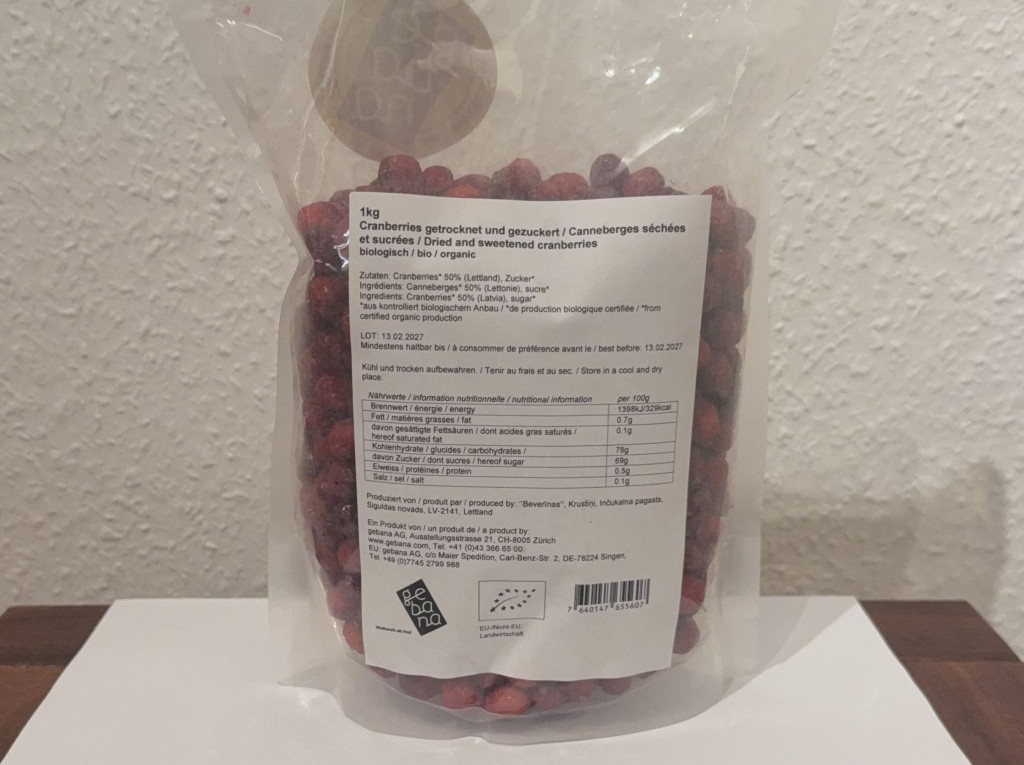 1kg
Cranberries getrocknet und gezuckert / Canneberges séchées
et sucrées / Dried and sweetened cranberries
biologisch / bio / organic
Zutaten: Cranberries* 50% (Lettland), Zucker*
Ingrédients: Canneberges* 50% (Lettonie), sucre*
Ingredients: Cranberries* 50% (Latvia), sugar*
*aus kontrolliert biologischem Anbau / *de production biologique certifiée / *from
certified organic production
LOT: 13.02.2027
Mindestens haltbar bis / à consommer de préférence avant le / best before: 13.02.2027
Kühl und trocken aufbewahren. / Tenir au frais et au sec. / Store in a cool and dry
place.
Nährwerte / information nutritionnelle / nutritional information per 100g
Brennwert / énergie / energy 1398kJ/329kcal
Fett / matières grasses / fat 0.7g
davon gesättigte Fettsäuren / dont acides gras saturés / 0.1g
hereof saturated fat
Kohlenhydrate / glucides / carbohydrates / 78g
davon Zucker / dont sucres / hereof sugar 69g
Eiweiss / protéines / protein 0.5g
Salz / sel / salt 0.1g
Produziert von / produit par / produced by: "Beverīnas", Krustiņi, Inčukalna pagasts,
Siguldas novads, LV-2141, Lettland
Ein Produkt von / un produit de / a product by:
gebana AG, Ausstellungsstrasse 21, CH-8005 Zürich
www.gebana.com, Tel: +41 (0)43 366 65 00
EU: gebana AG, c/o Maier Spedition, Carl-Benz-Str. 2, DE-78224 Singen,
Tel: +49 (0)7745 2799 988
ge
ba
na
Weltweit ab Hof
EU-/Nicht-EU-
Landwirtschaft
7 640147 655607